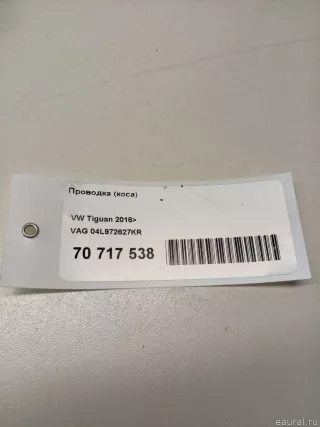 Проводка (коса)
VW Tiguan 2016>
VAG 04L972627KR
70 717 538
eaural.ru